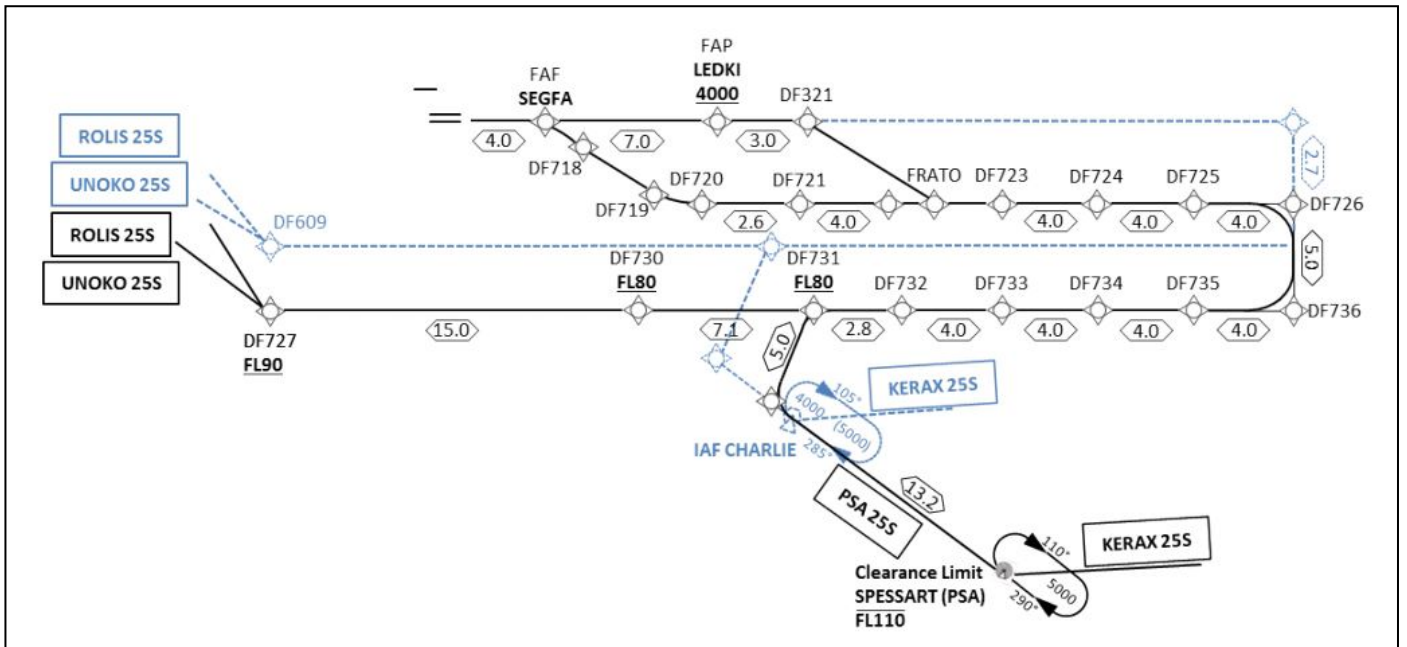 FAP
LEDKI
4000
FAF
SEGFA
DF321
4.0
7.0
3.0
ROLIS 25S
UNOKO 25S
ROLIS 25S
UNOKO 25S
DF718
DF719
DF720
DF721
FRATO
DF723
DF724
DF725
DF726
2.7
2.6
4.0
4.0
4.0
4.0
5.0
DF609
DF727
FL90
DF730
FL80
DF731
FL80
DF732
DF733
DF734
DF735
DF736
15.0
7.1
2.8
4.0
4.0
4.0
4.0
5.0
KERAX 25S
105°
4000
(5000)
285°
IAF CHARLIE
PSA 25S
13.2
KERAX 25S
110°
5000
290°
Clearance Limit
SPESSART (PSA)
FL110